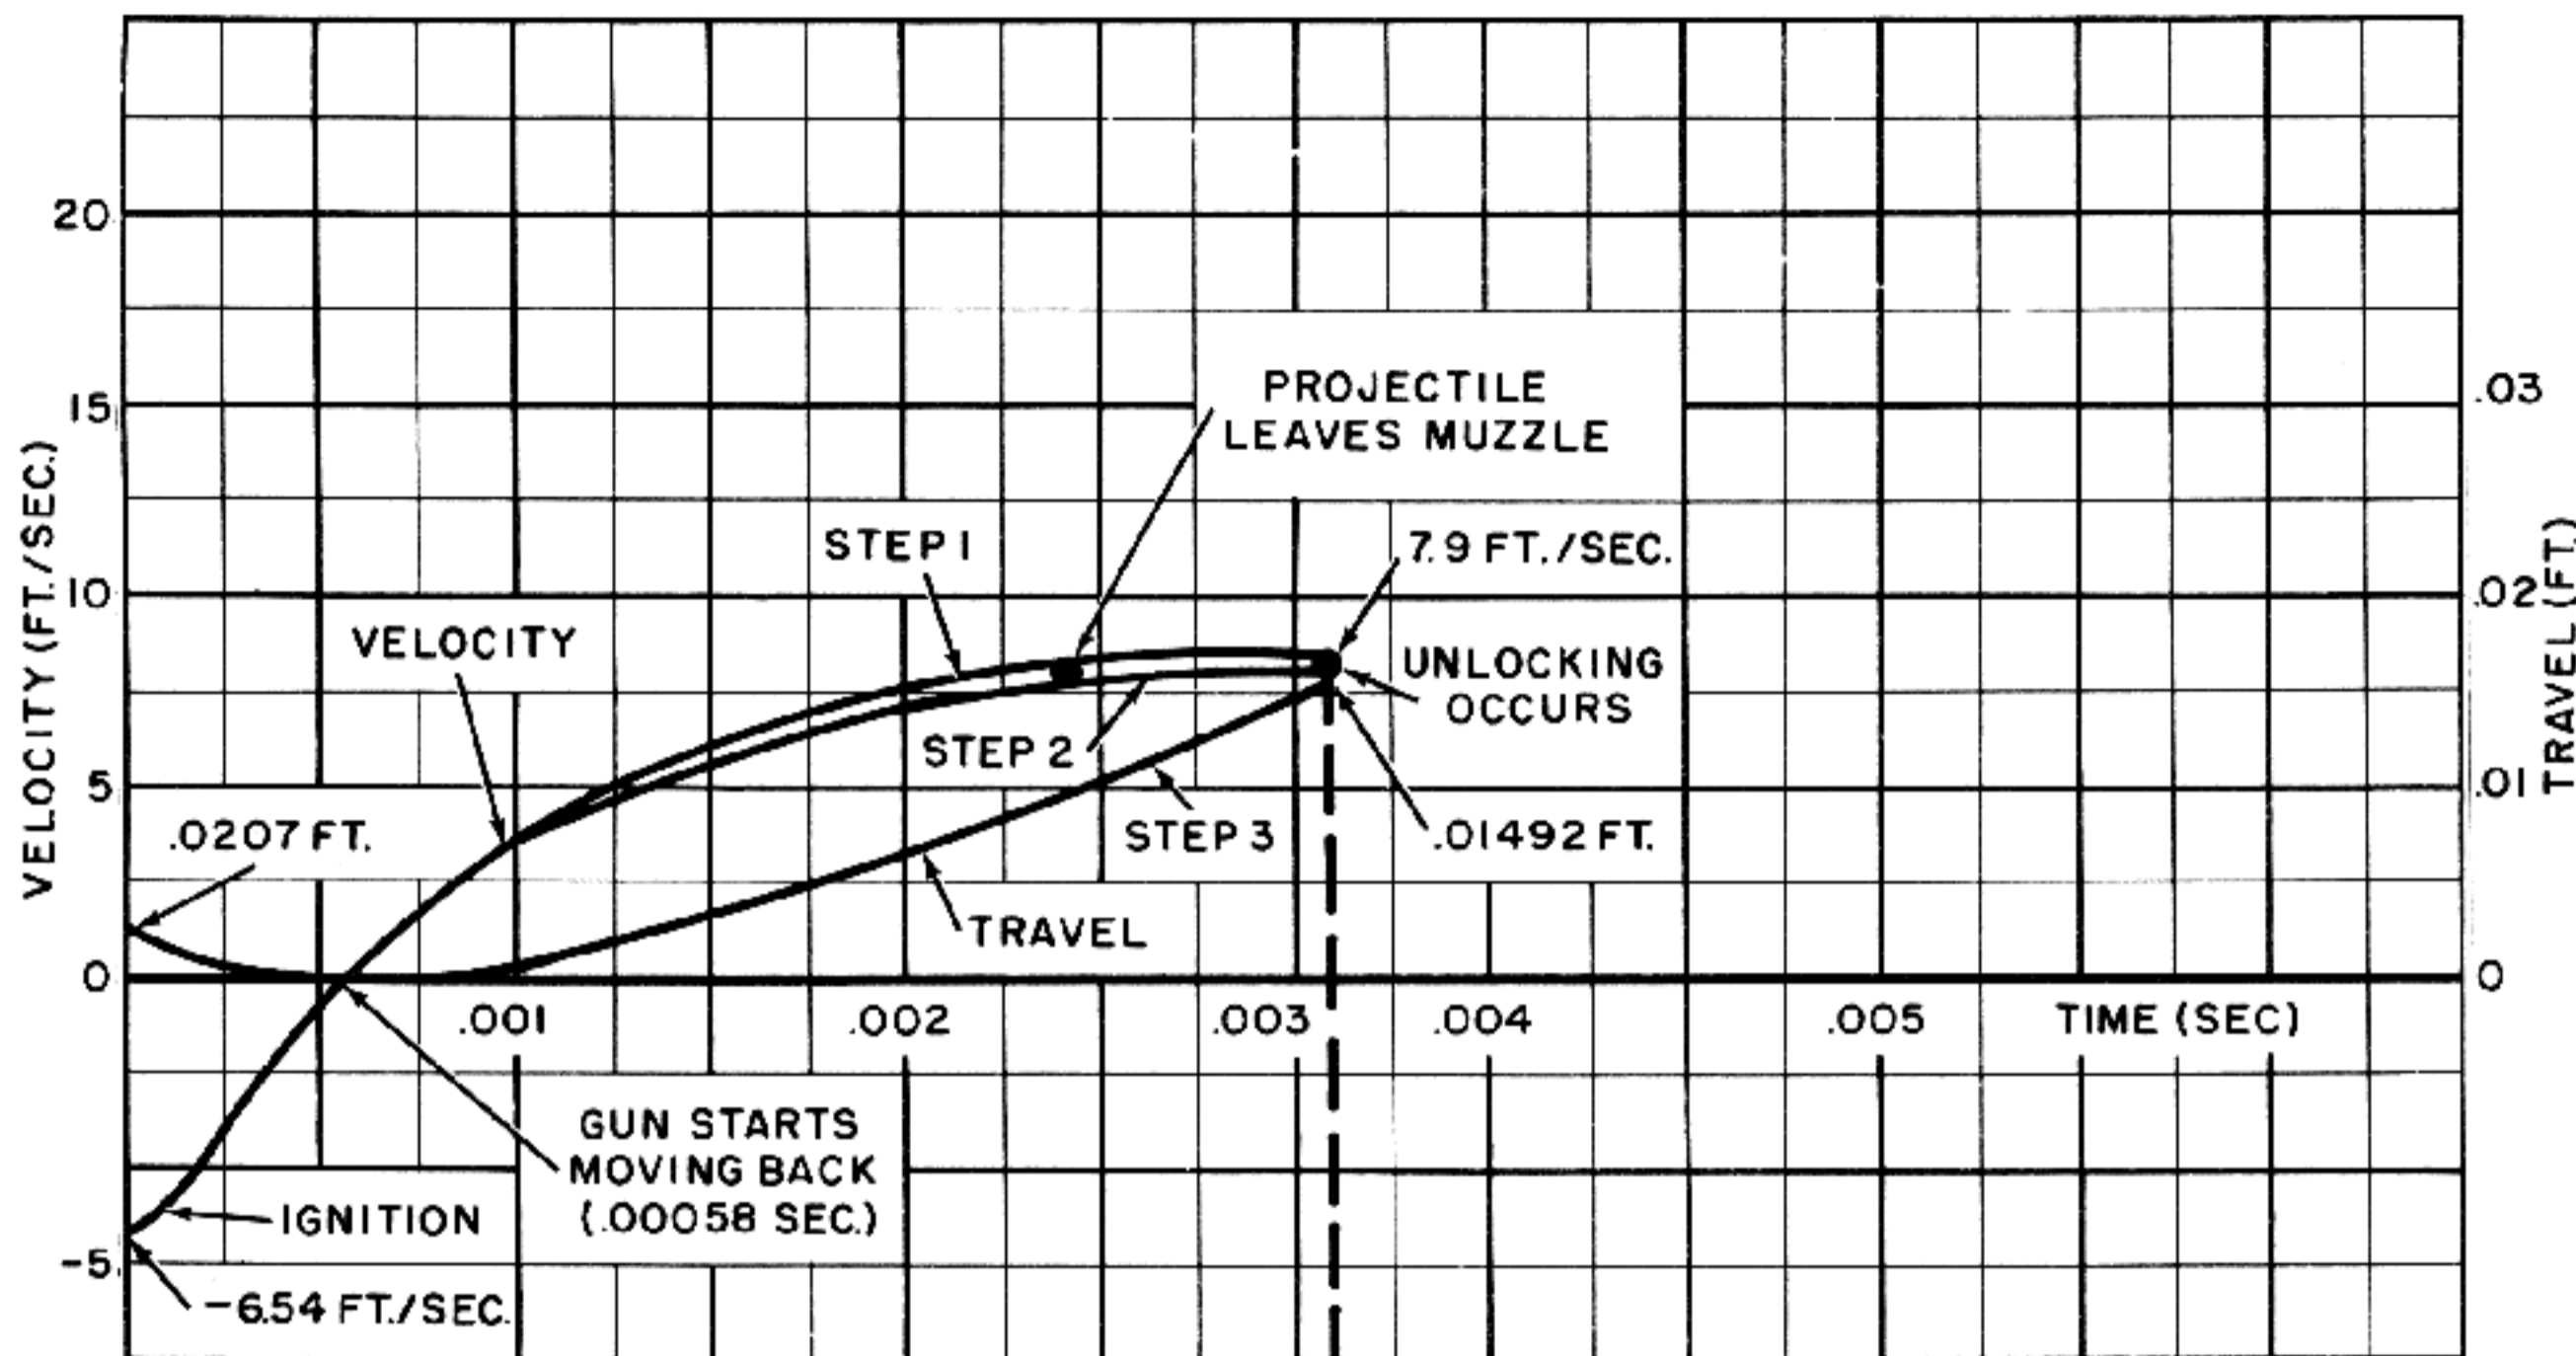 20
15
10
5
0
-5
VELOCITY (FT./SEC.)
.03
.02
.01
0
TRAVEL (FT.)
PROJECTILE
LEAVES MUZZLE
STEP 1
7.9 FT./SEC.
VELOCITY
UNLOCKING
OCCURS
STEP 2
.0207 FT.
STEP 3
.01492 FT.
TRAVEL
.001
.002
.003
.004
.005
TIME (SEC)
GUN STARTS
MOVING BACK
(.00058 SEC.)
IGNITION
-6.54 FT./SEC.